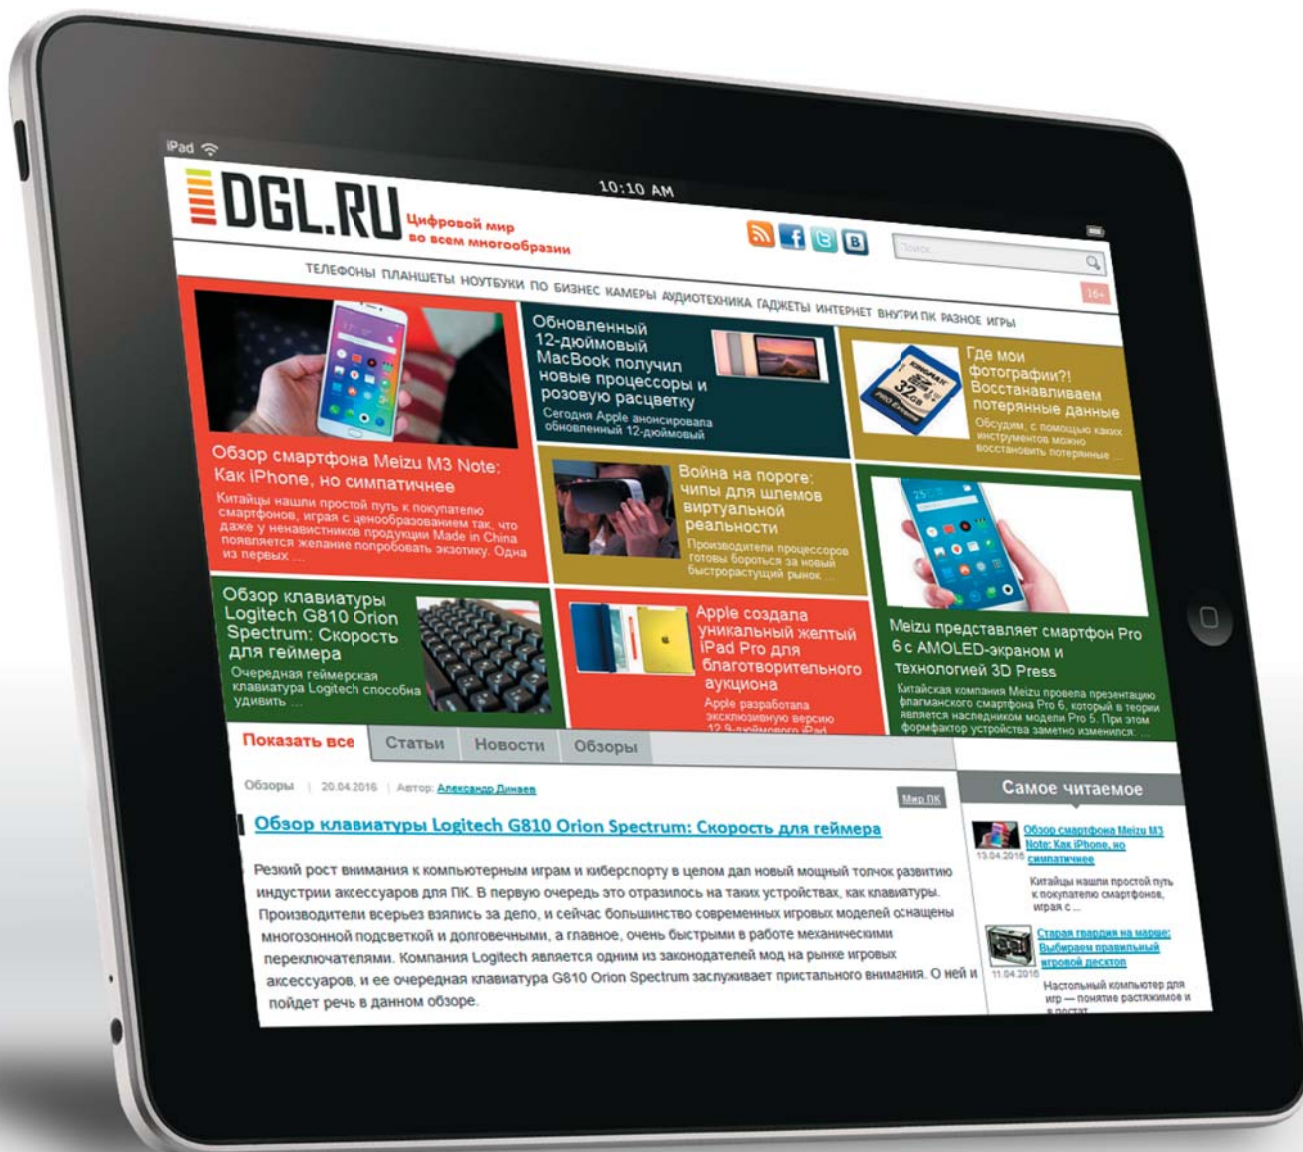 iPad
10:10 AM
DGL.RU
Цифровой мир
во всем многообразии
Поиск...
16+
ТЕЛЕФОНЫ ПЛАНШЕТЫ НОУТБУКИ ПО БИЗНЕС КАМЕРЫ АУДИОТЕХНИКА ГАДЖЕТЫ ИНТЕРНЕТ ВНУТРИ ПК РАЗНОЕ ИГРЫ
Обзор смартфона Meizu M3 Note:
Как iPhone, но симпатичнее
Китайцы нашли простой путь к покупателю
смартфонов, играя с ценообразованием так, что
даже у ненавистников продукции Made in China
появляется желание попробовать экзотику. Одна
из первых ...
Обновленный
12-дюймовый
MacBook получил
новые процессоры и
розовую расцветку
Сегодня Apple анонсировала
обновленный 12-дюймовый
Где мои
фотографии?!
Восстанавливаем
потерянные данные
Обсудим, с помощью каких
инструментов можно
восстановить потерянные ...
KINGMAX
32GB
PRO Extreme
Война на пороге:
чипы для шлемов
виртуальной
реальности
Производители процессоров
готовы бороться за новый
быстрорастущий рынок ...
Обзор клавиатуры
Logitech G810 Orion
Spectrum: Скорость
для геймера
Очередная геймерская
клавиатура Logitech способна
удивить ...
Apple создала
уникальный желтый
iPad Pro для
благотворительного
аукциона
Apple разработала
эксклюзивную версию
12,9-дюймового iPad
Meizu представляет смартфон Pro
6 с AMOLED-экраном и
технологией 3D Press
Китайская компания Meizu провела презентацию
флагманского смартфона Pro 6, который в теории
является наследником модели Pro 5. При этом
формфактор устройства заметно изменился: ...
Показать все Статьи Новости Обзоры
Обзоры | 20.04.2016 | Автор: Александр Динаев
Мир ПК
Обзор клавиатуры Logitech G810 Orion Spectrum: Скорость для геймера
Резкий рост внимания к компьютерным играм и киберспорту в целом дал новый мощный толчок развитию
индустрии аксессуаров для ПК. В первую очередь это отразилось на таких устройствах, как клавиатуры.
Производители всерьез взялись за дело, и сейчас большинство современных игровых моделей оснащены
многозонной подсветкой и долговечными, а главное, очень быстрыми в работе механическими
переключателями. Компания Logitech является одним из законодателей мод на рынке игровых
аксессуаров, и ее очередная клавиатура G810 Orion Spectrum заслуживает пристального внимания. О ней и
пойдет речь в данном обзоре.
Самое читаемое
Обзор смартфона Meizu M3
Note: Как iPhone, но
симпатичнее
13.04.2016
Китайцы нашли простой путь
к покупателю смартфонов,
играя с ...
Старая гвардия на марше:
Выбираем правильный
игровой десктоп
11.04.2016
Настольный компьютер для
игр — понятие растяжимое и